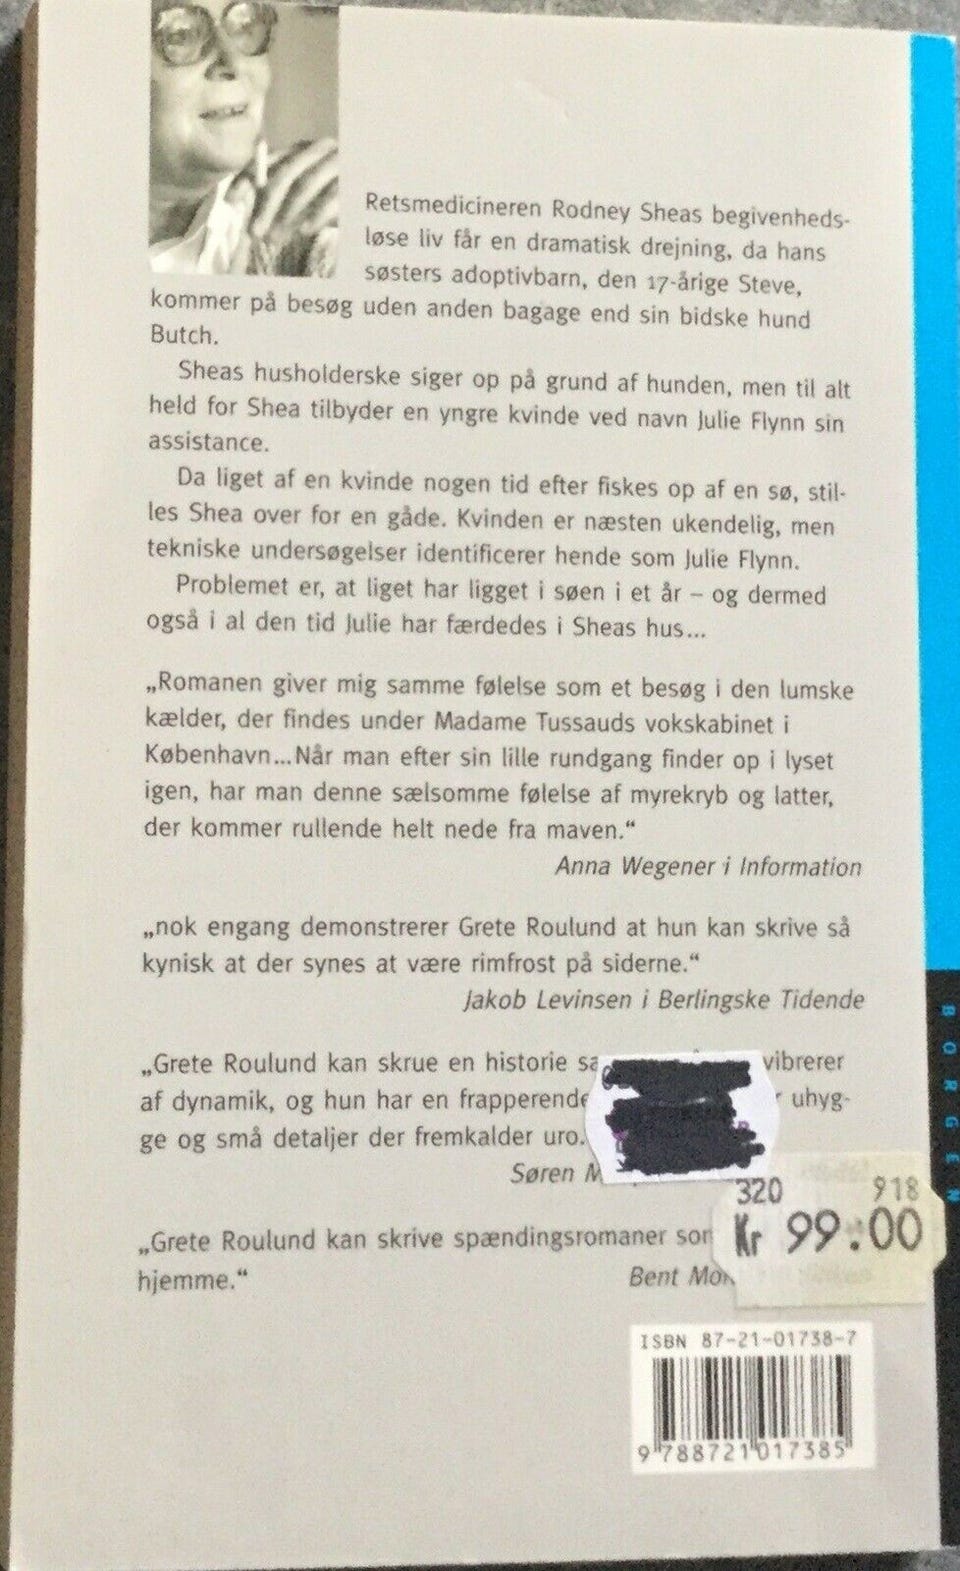 Retsmedicineren Rodney Sheas begivenheds-
løse liv får en dramatisk drejning, da hans
søsters adoptivbarn, den 17-årige Steve,
kommer på besøg uden anden bagage end sin bidske hund
Butch.
Sheas husholderske siger op på grund af hunden, men til alt
held for Shea tilbyder en yngre kvinde ved navn Julie Flynn sin
assistance.
Da liget af en kvinde nogen tid efter fiskes op af en sø, stil-
les Shea over for en gåde. Kvinden er næsten ukendelig, men
tekniske undersøgelser identificerer hende som Julie Flynn.
Problemet er, at liget har ligget i søen i et år – og dermed
også i al den tid Julie har færdedes i Sheas hus...
„Romanen giver mig samme følelse som et besøg i den lumske
kælder, der findes under Madame Tussauds vokskabinet i
København...Når man efter sin lille rundgang finder op i lyset
igen, har man denne sælsomme følelse af myrekryb og latter,
der kommer rullende helt nede fra maven.“
Anna Wegener i Information
„nok engang demonstrerer Grete Roulund at hun kan skrive så
kynisk at der synes at være rimfrost på siderne.“
Jakob Levinsen i Berlingske Tidende
„Grete Roulund kan skrue en historie vibrerer
af dynamik, og hun har en frapperende uhyg-
ge og små detaljer der fremkalder uro.
Søren
320 918
Kr 99.00
„Grete Roulund kan skrive spændingsromaner
hjemme.“
Bent
ISBN 87-21-01738-7
9 788721 017385
BORGEN